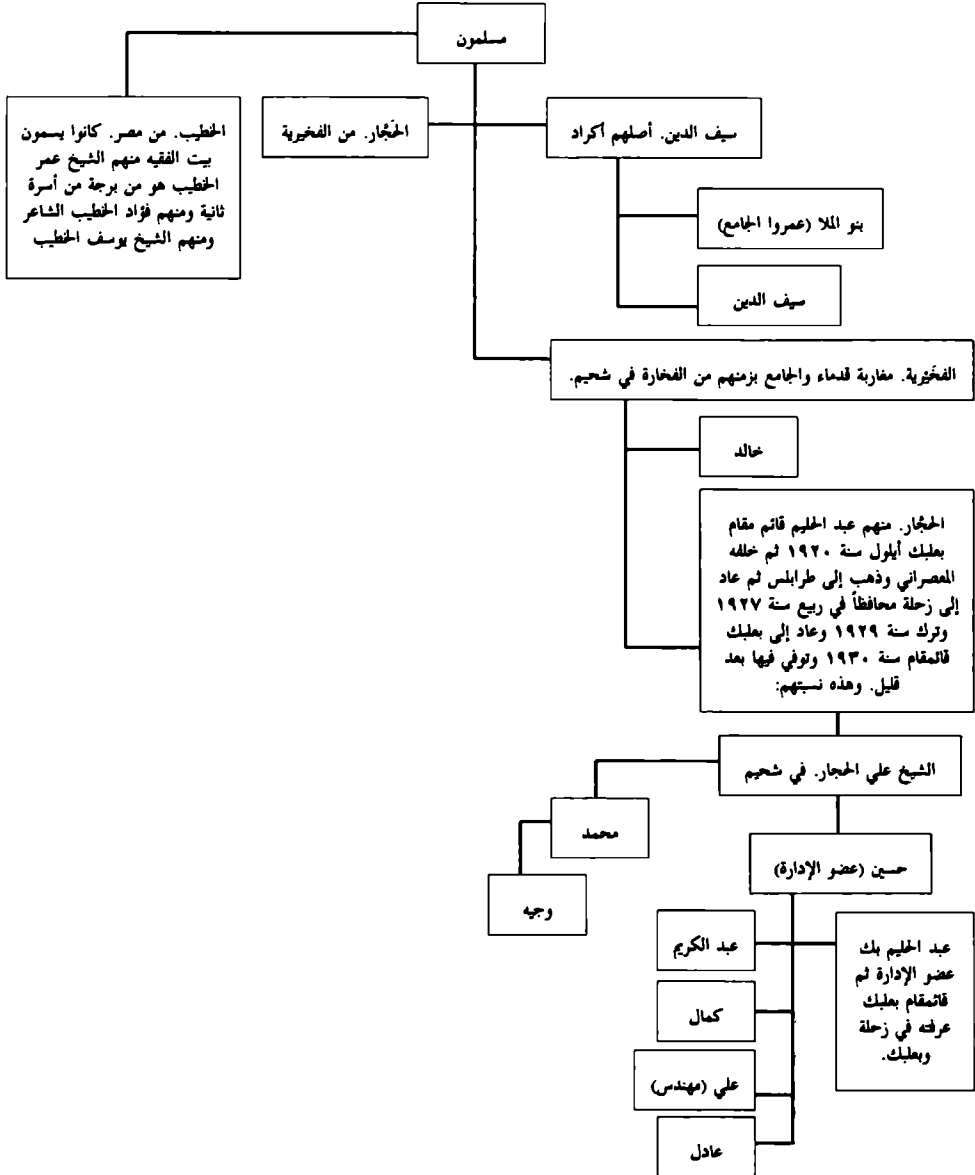 مسلمون
سيف الدين. أصلهم أكراد
الحَجَّار. من الفخيرية
الخطيب. من مصر. كانوا يسمون
بيت الفقيه منهم الشيخ عمر
الخطيب هو من برجة من أسرة
ثانية ومنهم فؤاد الخطيب الشاعر
ومنهم الشيخ يوسف الخطيب
بنو الملا (عمروا الجامع)
سيف الدين
الفخَيْرية. مغاربة قدماء والجامع بزمنهم من الفخارة في شحيم.
خالد
الحجَّار. منهم عبد الحليم قائم مقام
بعلبك أيلول سنة ١٩٢٠ ثم خلفه
المعصراني وذهب إلى طرابلس ثم عاد
إلى زحلة محافظاً في ربيع سنة ١٩٢٧
وترك سنة ١٩٢٩ وعاد إلى بعلبك
قائمقام سنة ١٩٣٠ وتوفي فيها بعد
قليل. وهذه نسبتهم:
الشيخ علي الحجار. في شحيم
محمد
وجيه
حسين (عضو الإدارة)
عبد الحليم بك
عضو الإدارة ثم
قائمقام بعلبك
عرفته في زحلة
وبعلبك.
عبد الكريم
كمال
علي (مهندس)
عادل